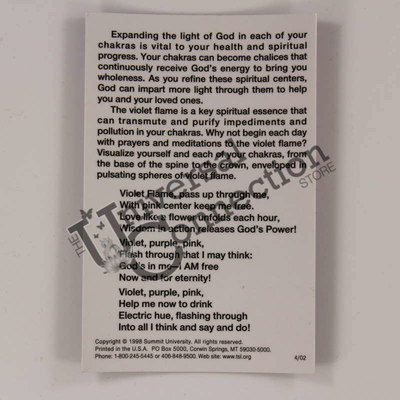 Expanding the light of God in each of your
chakras is vital to your health and spiritual
progress. Your chakras can become chalices that
continuously receive God's energy to bring you
wholeness. As you refine these spiritual centers,
God can impart more light through them to help
you and your loved ones.
The violet flame is a key spiritual essence that
can transmute and purify impediments and
pollution in your chakras. Why not begin each day
with prayers and meditations to the violet flame?
Visualize yourself and each of your chakras, from
the base of the spine to the crown, enveloped in
pulsating spheres of violet flame.
Violet Flame, pass up through me,
With my center keep me free.
Love like a flower unfolds each hour,
Wisdom in action releases God's Power!
Violet, purple, pink,
Flash through that I may think:
God's in me—I AM free
Now and for eternity!
Violet, purple, pink,
Help me now to drink
Electric hue, flashing through
Into all I think and say and do!
Copyright © 1998 Summit University. All rights reserved.
Printed in the U.S.A. PO Box 5000, Corwin Springs, MT 59030-5000.
Phone: 1-800-245-5445 or 406-848-9500. Web site: www.tsl.org
4/02
THE
Universal
Connection
STORE